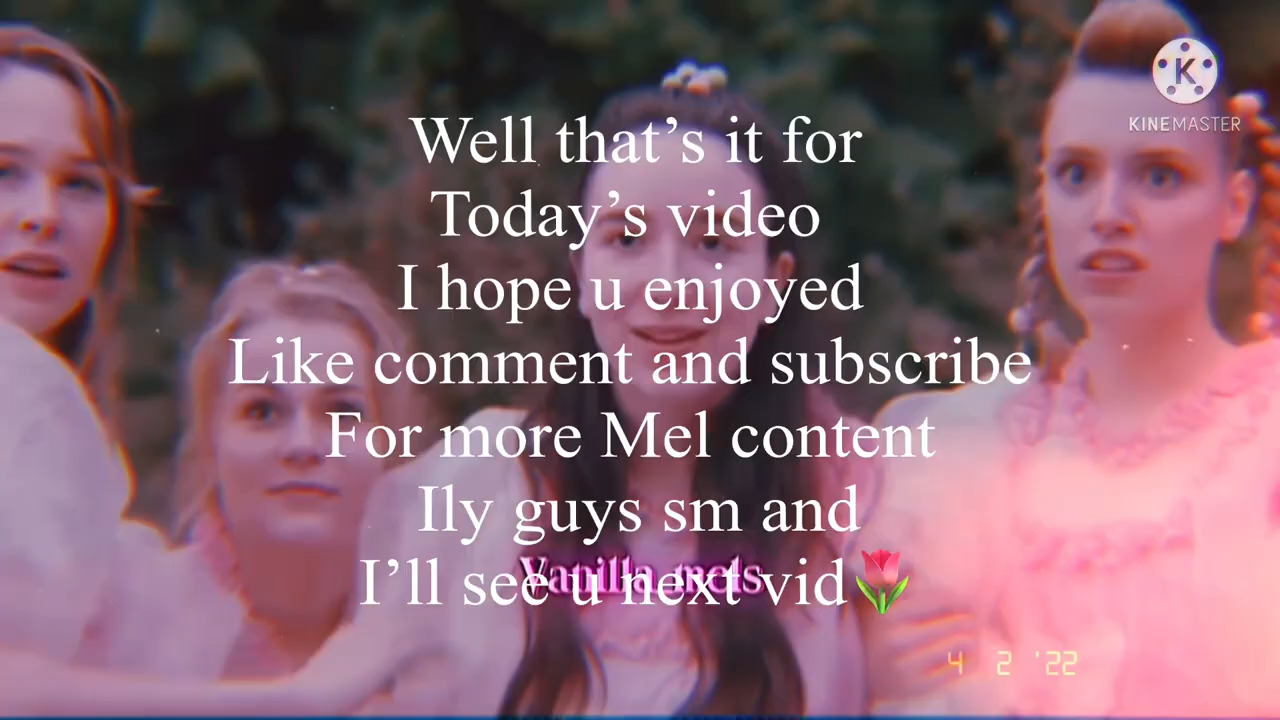 KINEMASTER
Well that’s it for
Today’s video
I hope u enjoyed
Like comment and subscribe
For more Mel content
Ily guys sm and
I’ll see u next vid🌷
Vanilla.mels
4 2 '22